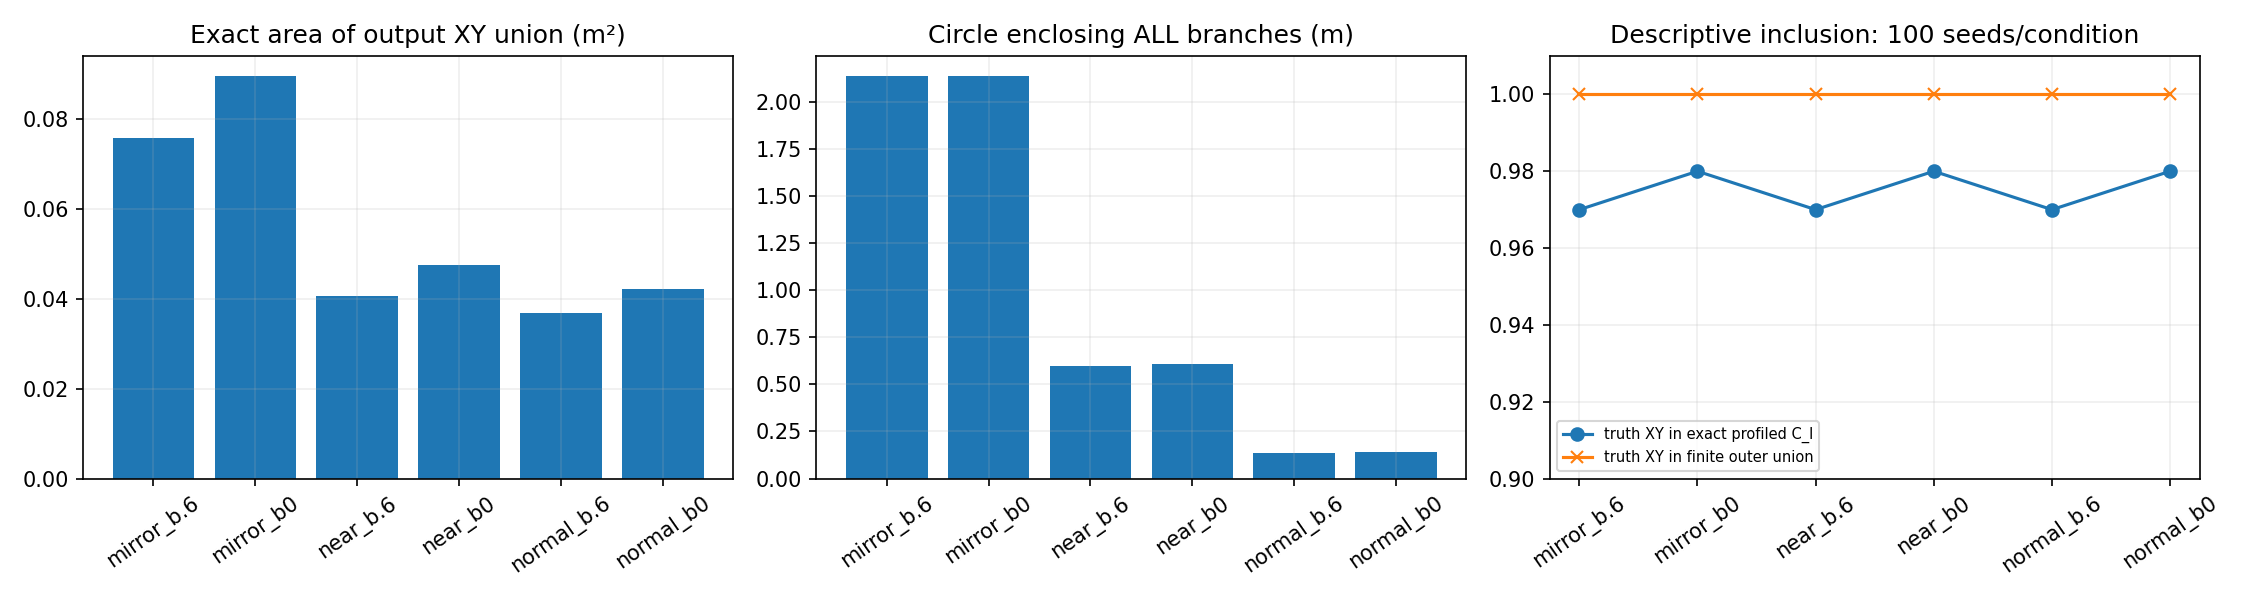 Exact area of output XY union (m²)
0.08
0.06
0.04
0.02
0.00
mirror_b.6
mirror_b0
near_b.6
near_b0
normal_b.6
normal_b0
Circle enclosing ALL branches (m)
2.00
1.75
1.50
1.25
1.00
0.75
0.50
0.25
0.00
mirror_b.6
mirror_b0
near_b.6
near_b0
normal_b.6
normal_b0
Descriptive inclusion: 100 seeds/condition
1.00
0.98
0.96
0.94
0.92
0.90
truth XY in exact profiled C_I
truth XY in finite outer union
mirror_b.6
mirror_b0
near_b.6
near_b0
normal_b.6
normal_b0